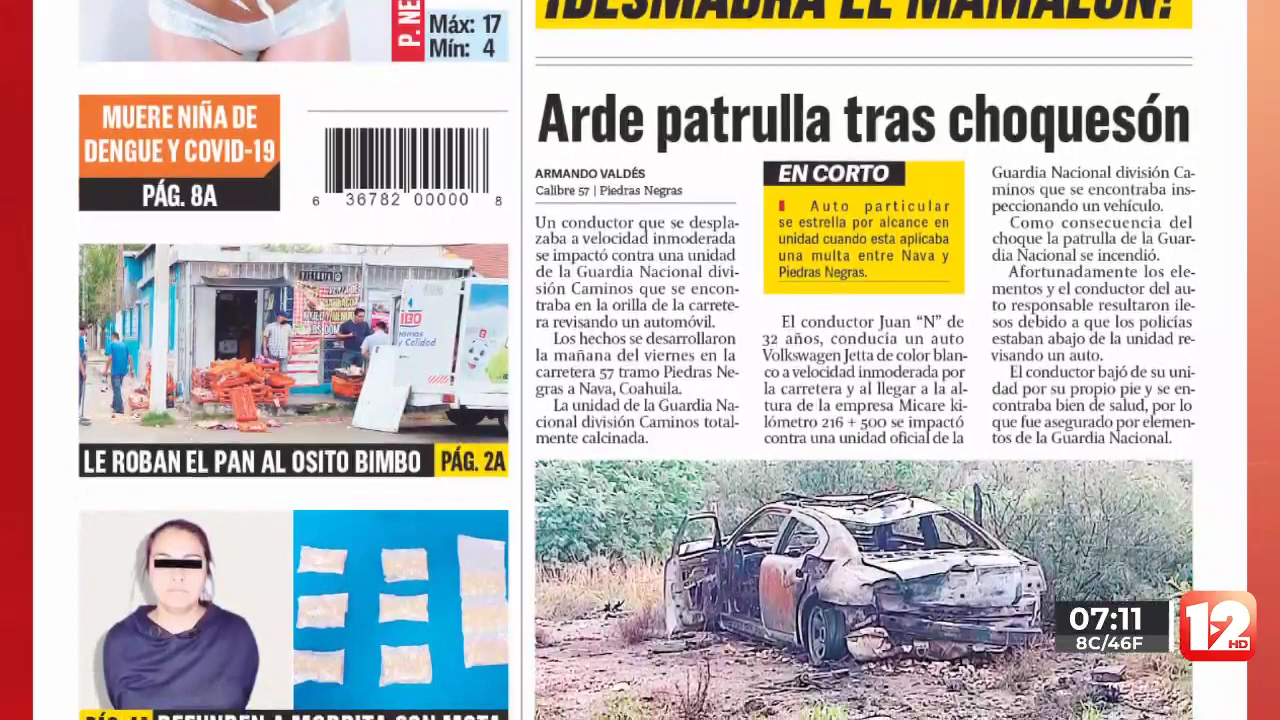 ¡DESMADRA EL MAMALÓN!
P. NE
Máx: 17
Mín: 4
MUERE NIÑA DE
DENGUE Y COVID-19
PÁG. 8A
6 36782 00000 8
LE ROBAN EL PAN AL OSITO BIMBO PÁG. 2A
Arde patrulla tras choquesón
ARMANDO VALDÉS
Calibre 57 | Piedras Negras
Un conductor que se despla-
zaba a velocidad inmoderada
se impactó contra una unidad
de la Guardia Nacional divi-
sión Caminos que se encon-
traba en la orilla de la carrete-
ra revisando un automóvil.
Los hechos se desarrollaron
la mañana del viernes en la
carretera 57 tramo Piedras Ne-
gras a Nava, Coahuila.
La unidad de la Guardia Na-
cional división Caminos total-
mente calcinada.
EN CORTO
Auto particular
se estrella por alcance en
unidad cuando esta aplicaba
una multa entre Nava y
Piedras Negras.
El conductor Juan “N” de
32 años, conducía un auto
Volkswagen Jetta de color blan-
co a velocidad inmoderada por
la carretera y al llegar a la al-
tura de la empresa Micare ki-
lómetro 216 + 500 se impactó
contra una unidad oficial de la
Guardia Nacional división Ca-
minos que se encontraba ins-
peccionando un vehículo.
Como consecuencia del
choque la patrulla de la Guar-
dia Nacional se incendió.
Afortunadamente los ele-
mentos y el conductor del au-
to responsable resultaron ile-
sos debido a que los policías
estaban abajo de la unidad re-
visando un auto.
El conductor bajó de su uni-
dad por su propio pie y se en-
contraba bien de salud, por lo
que fue asegurado por elemen-
tos de la Guardia Nacional.
07:11
8C/46F
12
HD